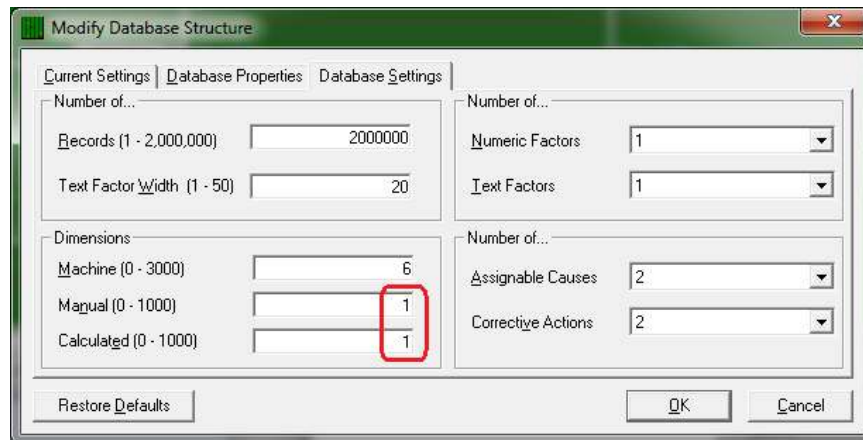 Modify Database Structure
Current Settings
Database Properties
Database Settings
Number of...
Records (1 - 2,000,000) 2000000
Text Factor Width (1 - 50) 20
Number of...
Numeric Factors 1
Text Factors 1
Dimensions
Machine (0 - 3000) 6
Manual (0 - 1000) 1
Calculated (0 - 1000) 1
Number of...
Assignable Causes 2
Corrective Actions 2
Restore Defaults
OK
Cancel